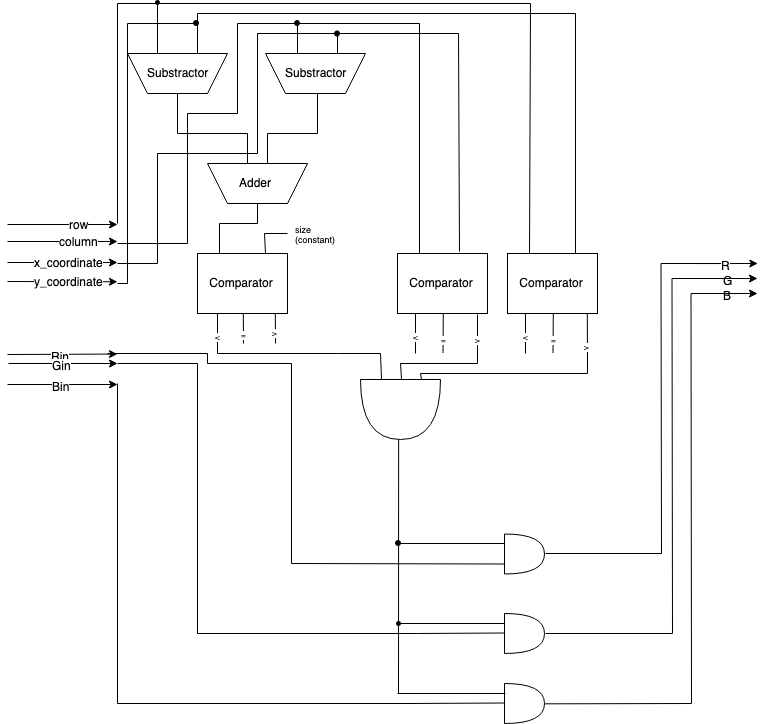 Substractor
Substractor
Adder
size
(constant)
row
column
x_coordinate
y_coordinate
Comparator
Comparator
Comparator
R
G
B
<
=
>
<
=
>
<
=
>
Rin
Gin
Bin